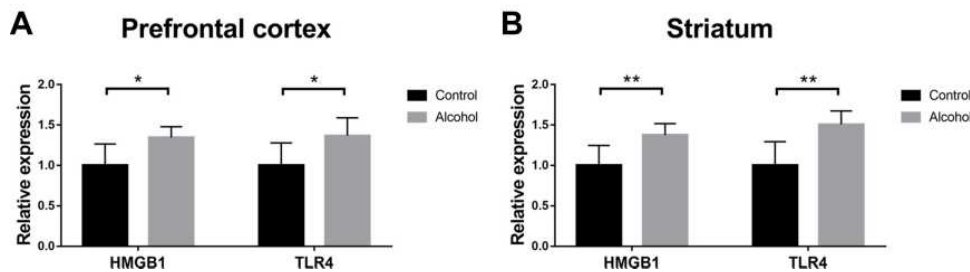 A Prefrontal cortex
Relative expression
2.0
1.5
1.0
0.5
0.0
* *
HMGB1 TLR4
Control
Alcohol
B Striatum
Relative expression
2.0
1.5
1.0
0.5
0.0
** **
HMGB1 TLR4
Control
Alcohol